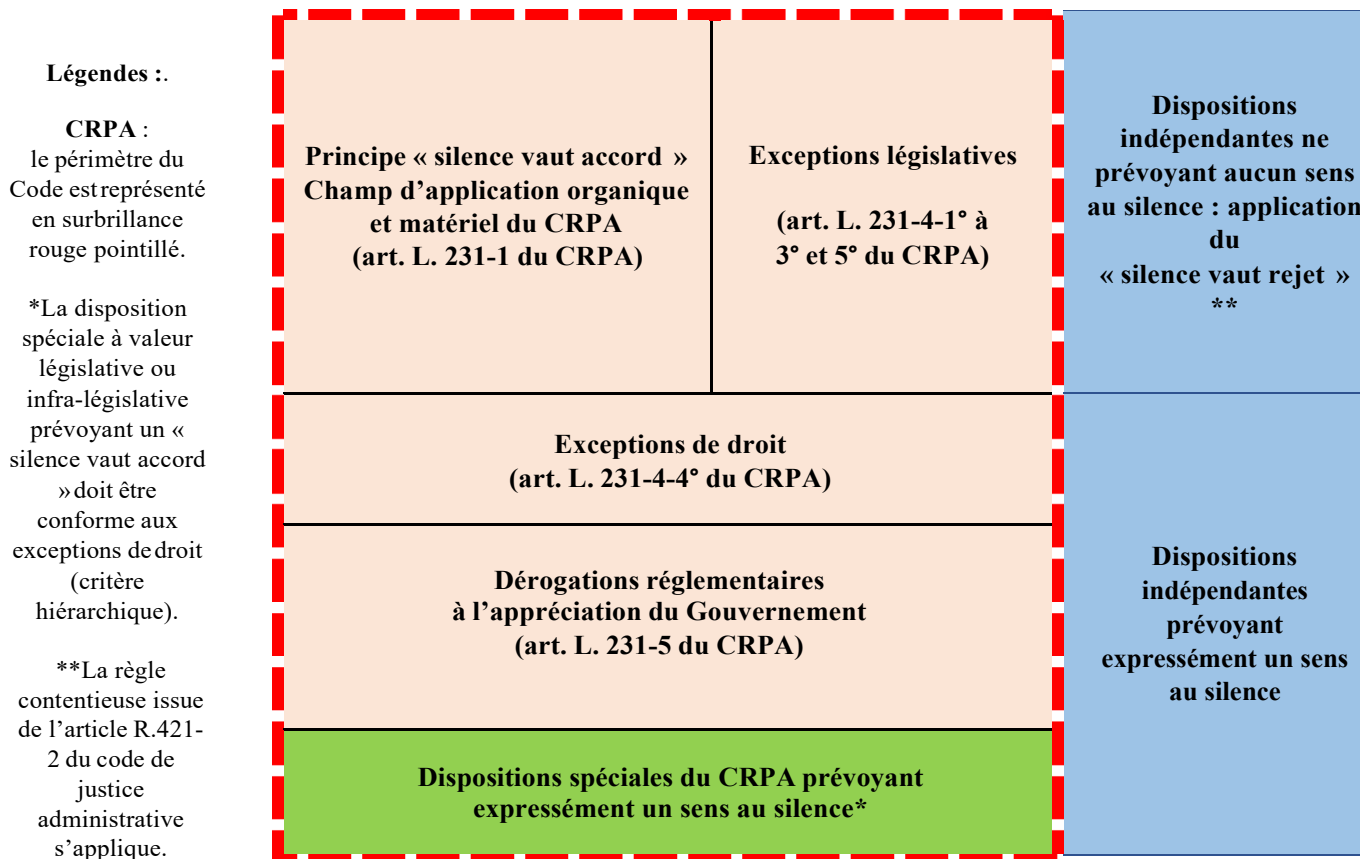 Légendes :.
CRPA :
le périmètre du
Code est représenté
en surbrillance
rouge pointillé.
*La disposition
spéciale à valeur
législative ou
infra-législative
prévoyant un «
silence vaut accord
» doit être
conforme aux
exceptions de droit
(critère
hiérarchique).
**La règle
contentieuse issue
de l’article R.421-
2 du code de
justice
administrative
s’applique.
Principe « silence vaut accord »
Champ d’application organique
et matériel du CRPA
(art. L. 231-1 du CRPA)
Exceptions législatives
(art. L. 231-4-1° à
3° et 5° du CRPA)
Dispositions
indépendantes ne
prévoyant aucun sens
au silence : application
du
« silence vaut rejet »
**
Exceptions de droit
(art. L. 231-4-4° du CRPA)
Dérogations réglementaires
à l’appréciation du Gouvernement
(art. L. 231-5 du CRPA)
Dispositions
indépendantes
prévoyant
expressément un sens
au silence
Dispositions spéciales du CRPA prévoyant
expressément un sens au silence*